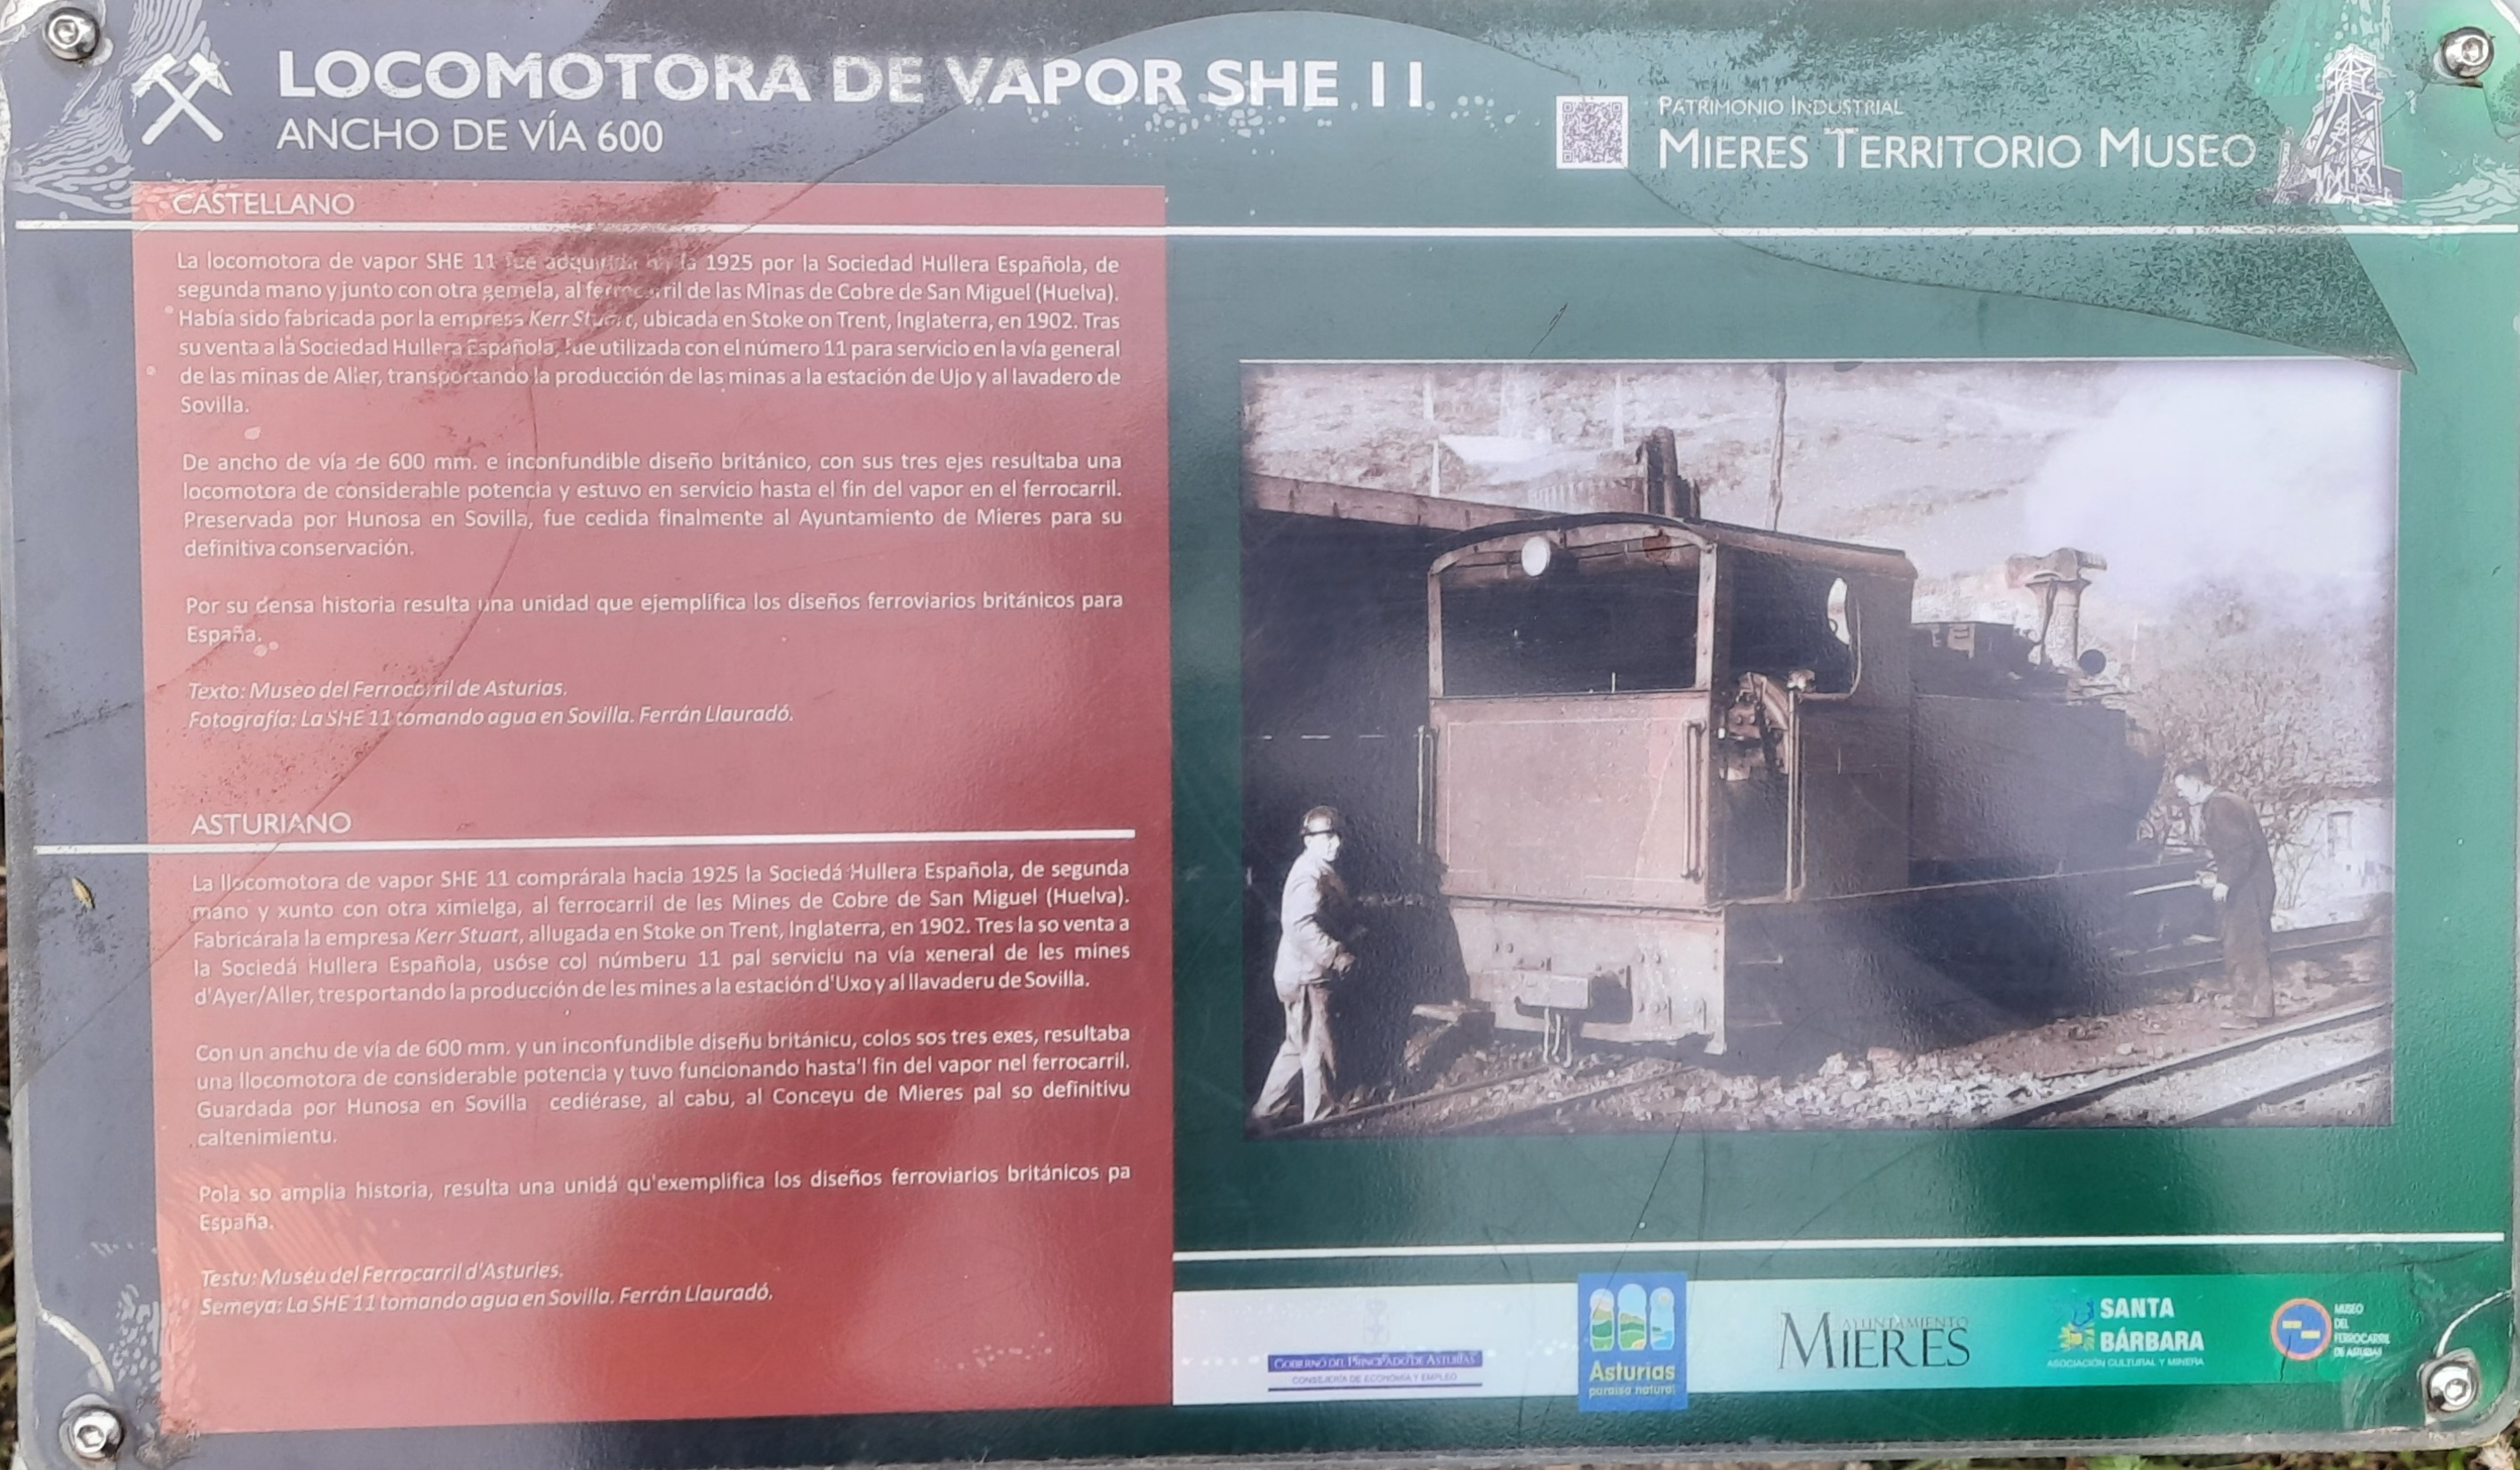 LOCOMOTORA DE VAPOR SHE 11
ANCHO DE VÍA 600
PATRIMONIO INDUSTRIAL
MIERES TERRITORIO MUSEO
CASTELLANO
La locomotora de vapor SHE 11 fue adquirida hacia 1925 por la Sociedad Hullera Española, de
segunda mano y junto con otra gemela, al ferrocarril de las Minas de Cobre de San Miguel (Huelva).
Había sido fabricada por la empresa Kerr Stuart, ubicada en Stoke on Trent, Inglaterra, en 1902. Tras
su venta a la Sociedad Hullera Española, fue utilizada con el número 11 para servicio en la vía general
de las minas de Aller, transportando la producción de las minas a la estación de Ujo y al lavadero de
Sovilla.
De ancho de vía de 600 mm. e inconfundible diseño británico, con sus tres ejes resultaba una
locomotora de considerable potencia y estuvo en servicio hasta el fin del vapor en el ferrocarril.
Preservada por Hunosa en Sovilla, fue cedida finalmente al Ayuntamiento de Mieres para su
definitiva conservación.
Por su densa historia resulta una unidad que ejemplifica los diseños ferroviarios británicos para
España.
Texto: Museo del Ferrocarril de Asturias.
Fotografía: La SHE 11 tomando agua en Sovilla. Ferrán Llauradó.
ASTURIANO
La llocomotora de vapor SHE 11 comprárala hacia 1925 la Sociedá Hullera Española, de segunda
mano y xunto con otra ximielga, al ferrocarril de les Mines de Cobre de San Miguel (Huelva).
Fabricárala la empresa Kerr Stuart, allugada en Stoke on Trent, Inglaterra, en 1902. Tres la so venta a
la Sociedá Hullera Española, usóse col númberu 11 pal serviciu na vía xeneral de les mines
d'Ayer/Aller, tresportando la producción de les mines a la estación d'Uxo y al llavaderu de Sovilla.
Con un anchu de vía de 600 mm. y un inconfundible diseñu británicu, colos sos tres exes, resultaba
una llocomotora de considerable potencia y tuvo funcionando hasta'l fin del vapor nel ferrocarril.
Guardada por Hunosa en Sovilla cediérase, al cabu, al Conceyu de Mieres pal so definitivu
caltenimientu.
Pola so amplia historia, resulta una unidá qu'exemplifica los diseños ferroviarios británicos pa
España.
Testu: Muséu del Ferrocarril d'Asturies.
Semeya: La SHE 11 tomando agua en Sovilla. Ferrán Llauradó.
GOBIERNO DEL PRINCIPADO DE ASTURIAS
CONSEJERÍA DE ECONOMÍA Y EMPLEO
Asturias
paraíso natural
AYUNTAMIENTO
MIERES
SANTA
BÁRBARA
ASOCIACIÓN CULTURAL Y MINERA
MUSEO
DEL
FERROCARRIL
DE ASTURIAS